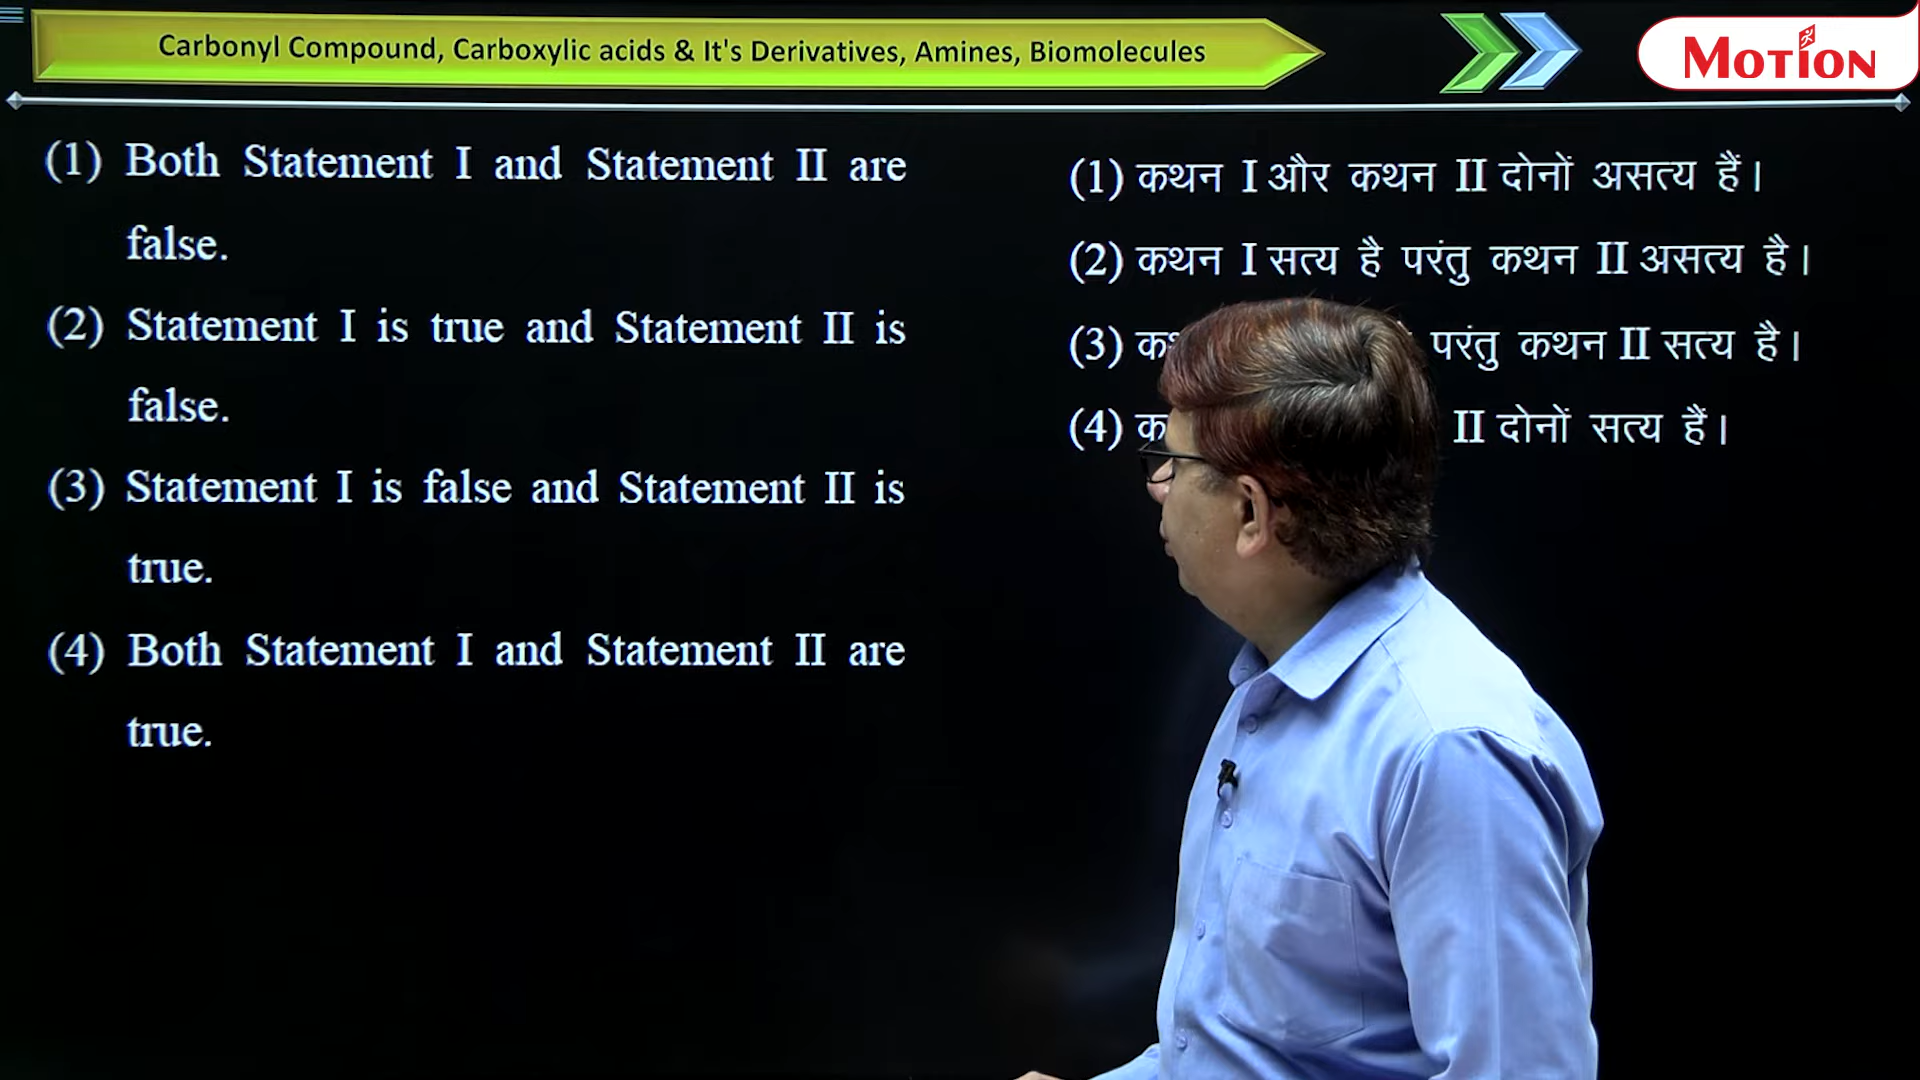 Carbonyl Compound, Carboxylic acids & It's Derivatives, Amines, Biomolecules
MOTION
(1) Both Statement I and Statement II are
false.
(2) Statement I is true and Statement II is
false.
(3) Statement I is false and Statement II is
true.
(4) Both Statement I and Statement II are
true.
(1) कथन I और कथन II दोनों असत्य हैं।
(2) कथन I सत्य है परंतु कथन II असत्य है।
(3) परंतु कथन II सत्य है।
(4) II दोनों सत्य हैं।